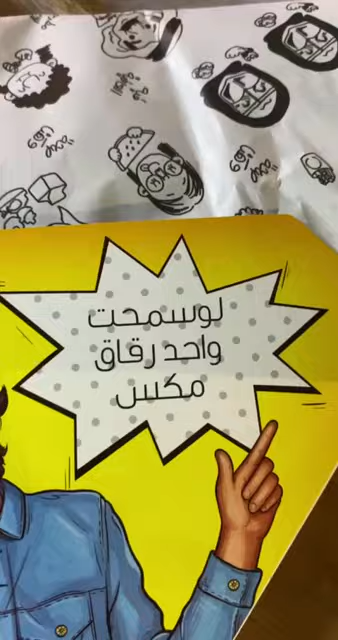 لوسمحت
واحد رقاق
مكس